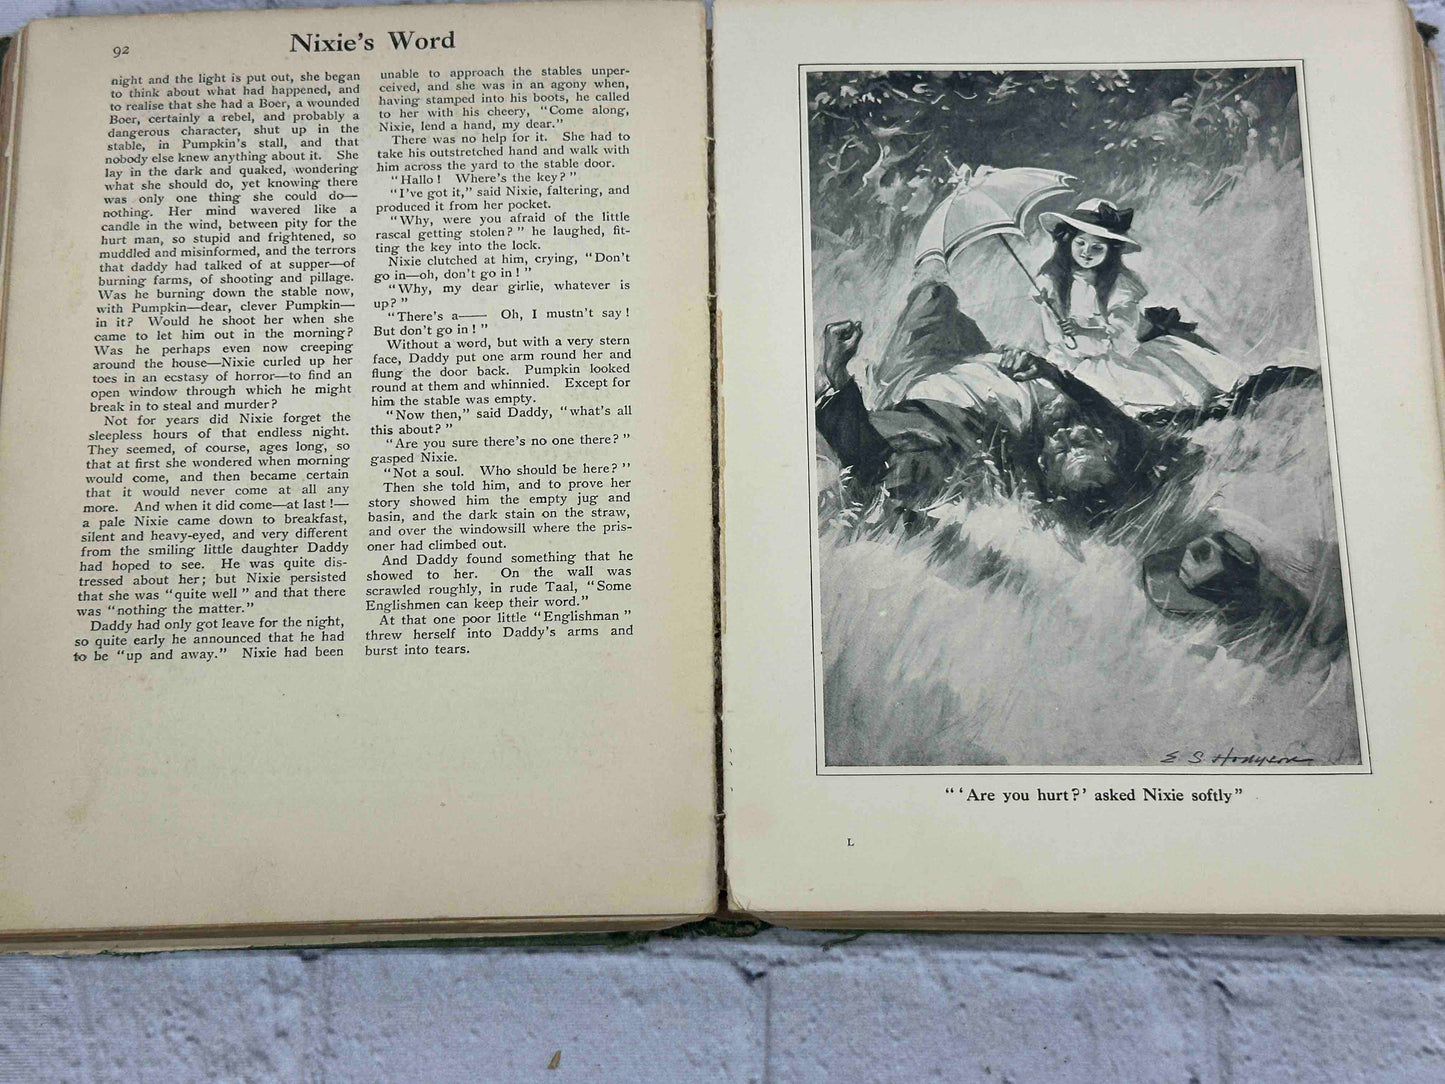 92
Nixie's Word
night and the light is put out, she began
to think about what had happened, and
to realise that she had a Boer, a wounded
Boer, certainly a rebel, and probably a
dangerous character, shut up in the
stable, in Pumpkin's stall, and that
nobody else knew anything about it. She
lay in the dark and quaked, wondering
what she should do, yet knowing there
was only one thing she could do—
nothing. Her mind wavered like a
candle in the wind, between pity for the
hurt man, so stupid and frightened, so
muddled and misinformed, and the terrors
that daddy had talked of at supper—of
burning farms, of shooting and pillage.
Was he burning down the stable now,
with Pumpkin—dear, clever Pumpkin—
in it? Would he shoot her when she
came to let him out in the morning?
Was he perhaps even now creeping
around the house—Nixie curled up her
toes in an ecstasy of horror—to find an
open window through which he might
break in to steal and murder?
Not for years did Nixie forget the
sleepless hours of that endless night.
They seemed, of course, ages long, so
that at first she wondered when morning
would come, and then became certain
that it would never come at all any
more. And when it did come—at last!—
a pale Nixie came down to breakfast,
silent and heavy-eyed, and very different
from the smiling little daughter Daddy
had hoped to see. He was quite dis-
tressed about her; but Nixie persisted
that she was "quite well" and that there
was "nothing the matter."
Daddy had only got leave for the night,
so quite early he announced that he had
to be "up and away." Nixie had been
unable to approach the stables unper-
ceived, and she was in an agony when,
having stamped into his boots, he called
to her with his cheery, "Come along,
Nixie, lend a hand, my dear."
There was no help for it. She had to
take his outstretched hand and walk with
him across the yard to the stable door.
"Hallo! Where's the key?"
"I've got it," said Nixie, faltering, and
produced it from her pocket.
"Why, were you afraid of the little
rascal getting stolen?" he laughed, fit-
ting the key into the lock.
Nixie clutched at him, crying, "Don't
go in—oh, don't go in!"
"Why, my dear girlie, whatever is
up?"
"There's a—— Oh, I mustn't say!
But don't go in!"
Without a word, but with a very stern
face, Daddy put one arm round her and
flung the door back. Pumpkin looked
round at them and whinnied. Except for
him the stable was empty.
"Now then," said Daddy, "what's all
this about?"
"Are you sure there's no one there?"
gasped Nixie.
"Not a soul. Who should be here?"
Then she told him, and to prove her
story showed him the empty jug and
basin, and the dark stain on the straw,
and over the windowsill where the pris-
oner had climbed out.
And Daddy found something that he
showed to her. On the wall was
scrawled roughly, in rude Taal, "Some
Englishmen can keep their word."
At that one poor little "Englishman"
threw herself into Daddy's arms and
burst into tears.
E. S. Hodgson
"'Are you hurt?' asked Nixie softly"
L